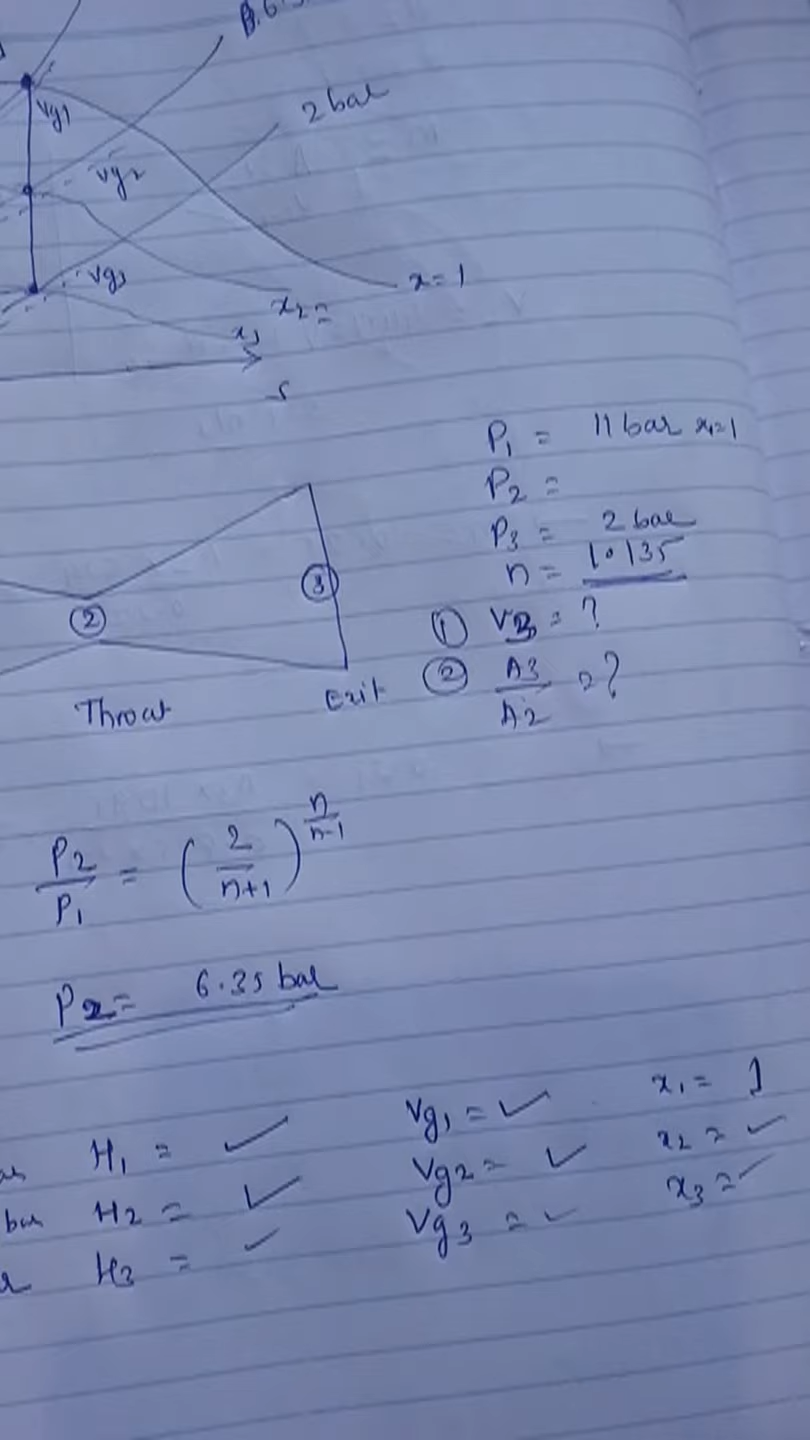 2 bar
Vg1
Vg2
Vg3
x = 1
x2 =
x3
s
P1 = 11 bar x1=1
P2 =
P3 = 2 bar
n = 1.135
① V3 = ?
② A3/A2 = ?
②
③
Throat
Exit
P2/P1 = (2/n+1)^n/n-1
P2 = 6.35 bar
H1 = ✓ Vg1 = ✓ x1 = 1
bar H2 = ✓ Vg2 = ✓ x2 = ✓
H3 = ✓ Vg3 = ✓ x3 = ✓